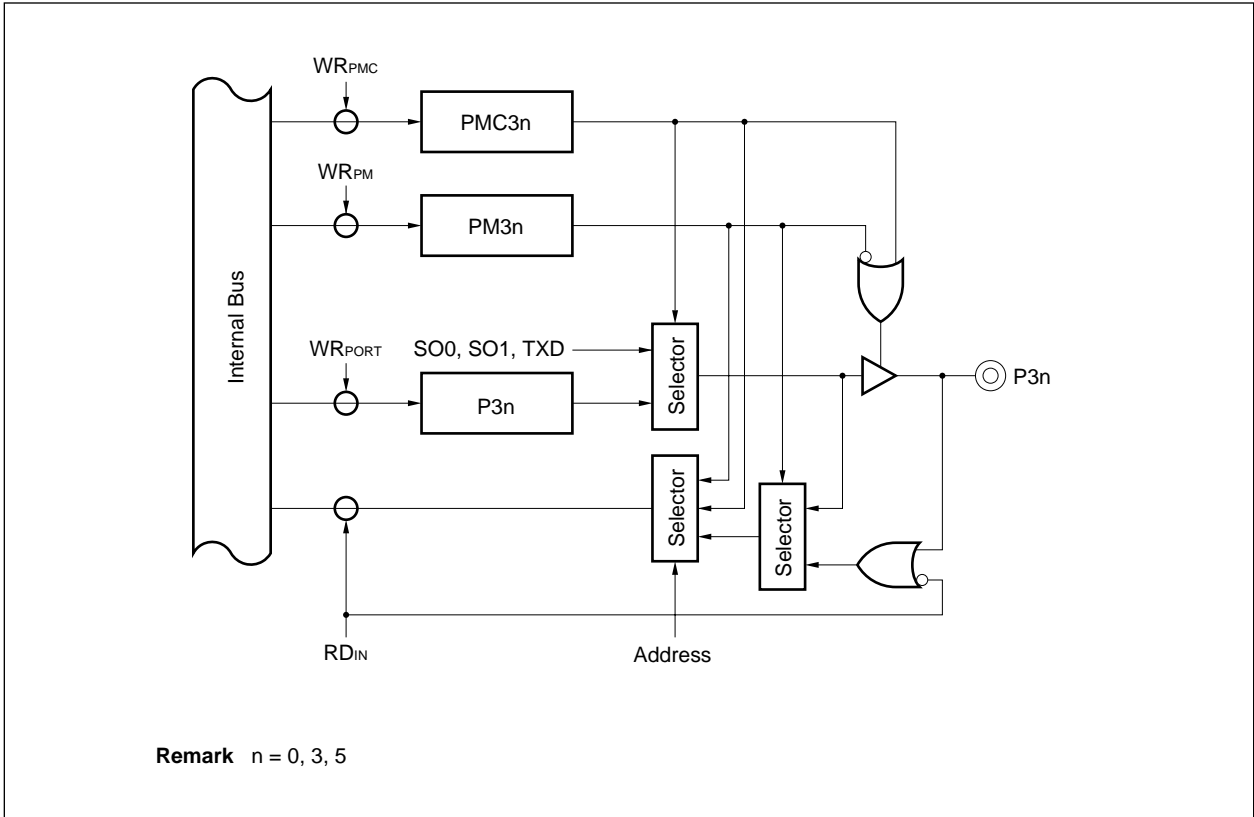 WRPMC
PMC3n
WRPM
PM3n
Internal Bus
WRPORT
SO0, SO1, TXD
P3n
Selector
P3n
Selector
Selector
RDIN
Address
Remark n = 0, 3, 5